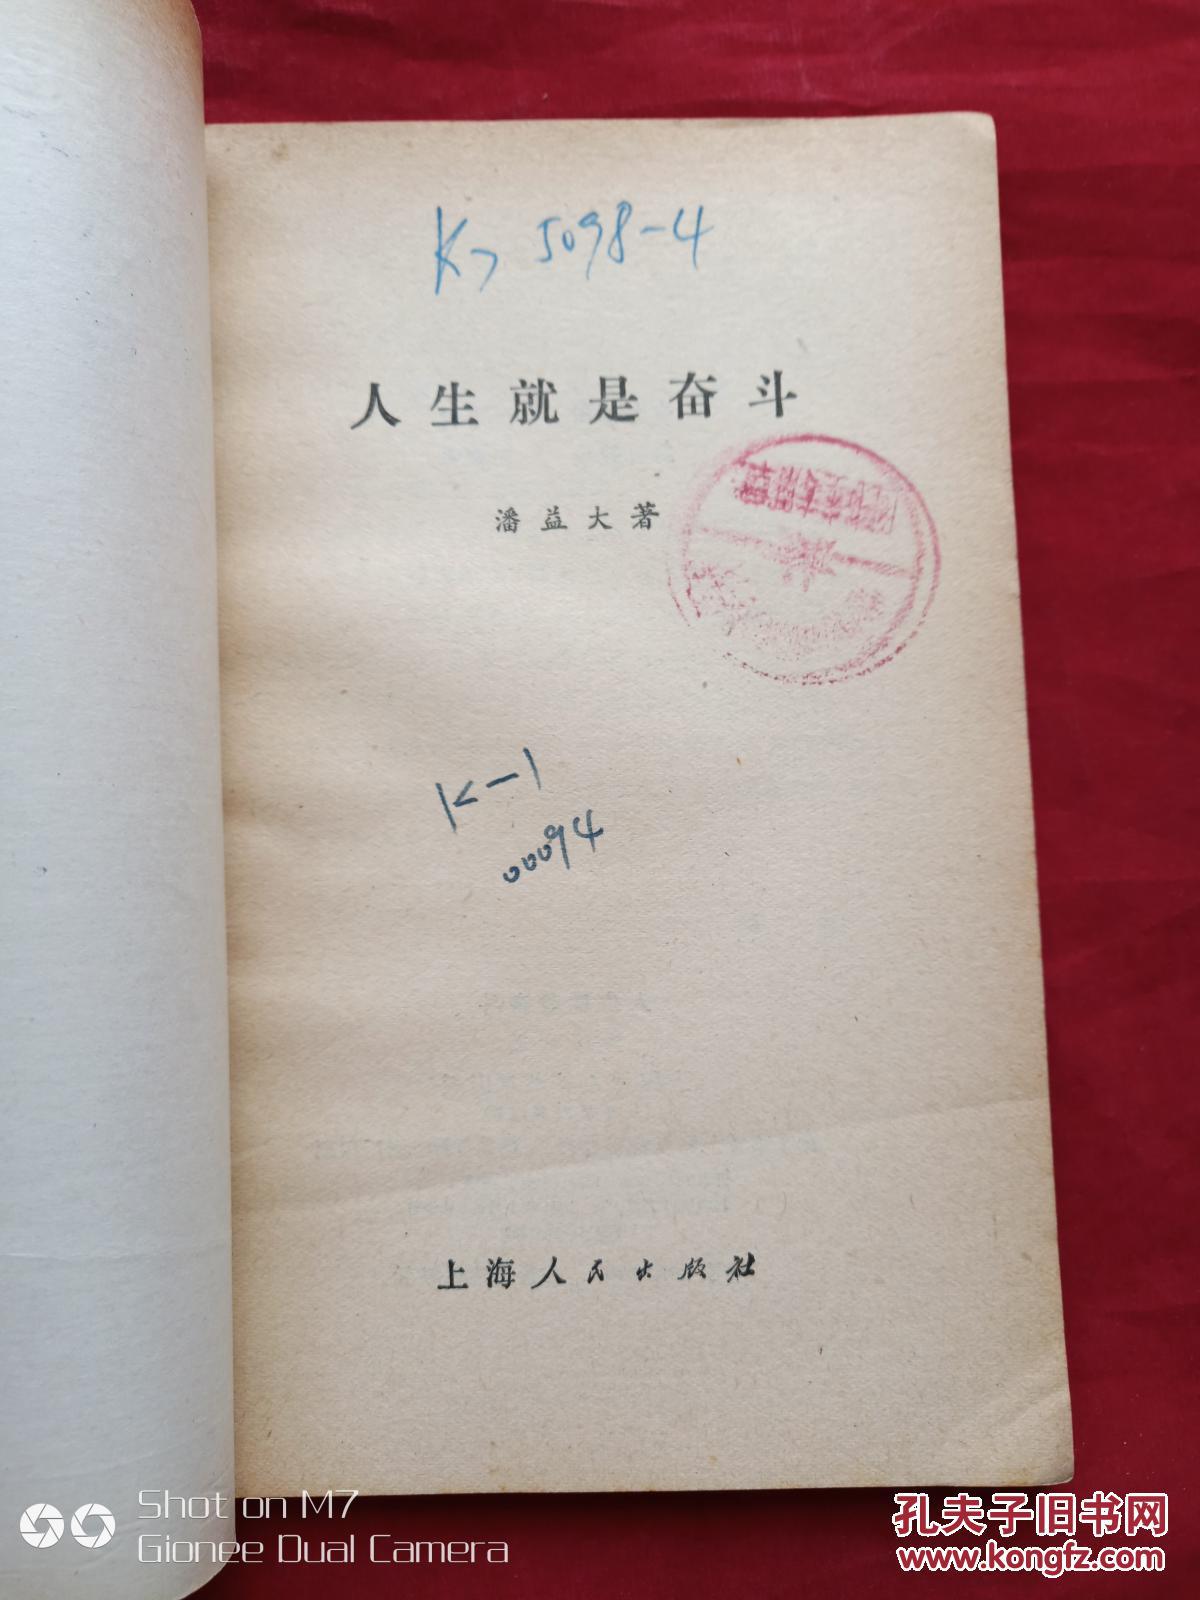 K7 5098-4
人生就是奋斗
潘益大著
K-1
00094
上海人民出版社
Shot on M7
Gionee Dual Camera
孔夫子旧书网
www.kongfz.com